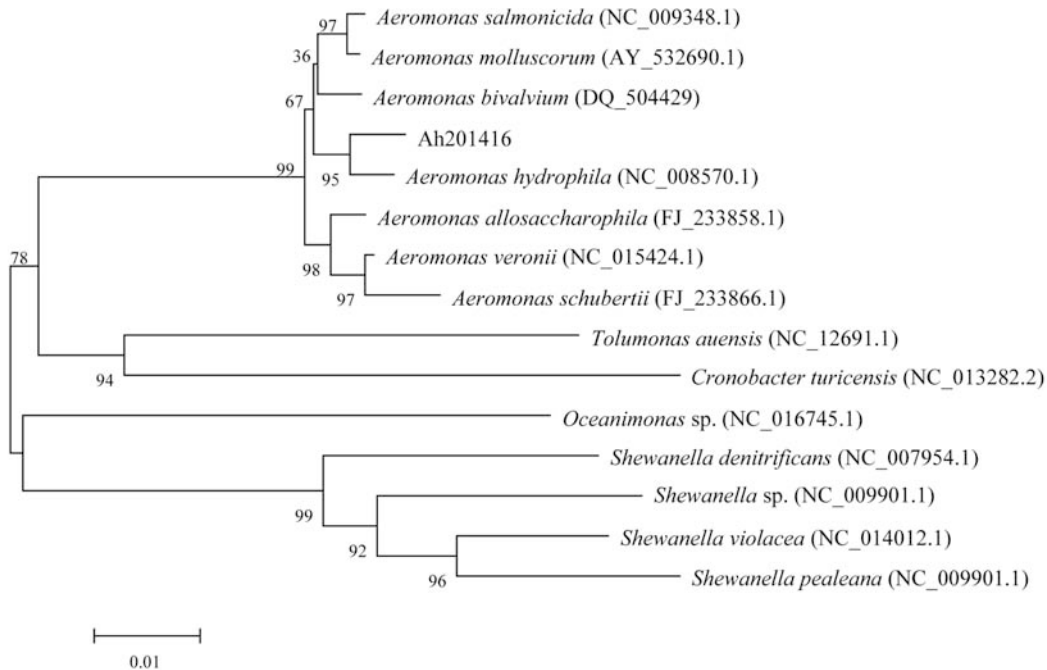 97
Aeromonas salmonicida (NC_009348.1)
36
Aeromonas molluscorum (AY_532690.1)
67
Aeromonas bivalvium (DQ_504429)
Ah201416
99
95
Aeromonas hydrophila (NC_008570.1)
Aeromonas allosaccharophila (FJ_233858.1)
78
98
Aeromonas veronii (NC_015424.1)
97
Aeromonas schubertii (FJ_233866.1)
Tolumonas auensis (NC_12691.1)
94
Cronobacter turicensis (NC_013282.2)
Oceanimonas sp. (NC_016745.1)
Shewanella denitrificans (NC_007954.1)
99
Shewanella sp. (NC_009901.1)
92
Shewanella violacea (NC_014012.1)
96
Shewanella pealeana (NC_009901.1)
0.01